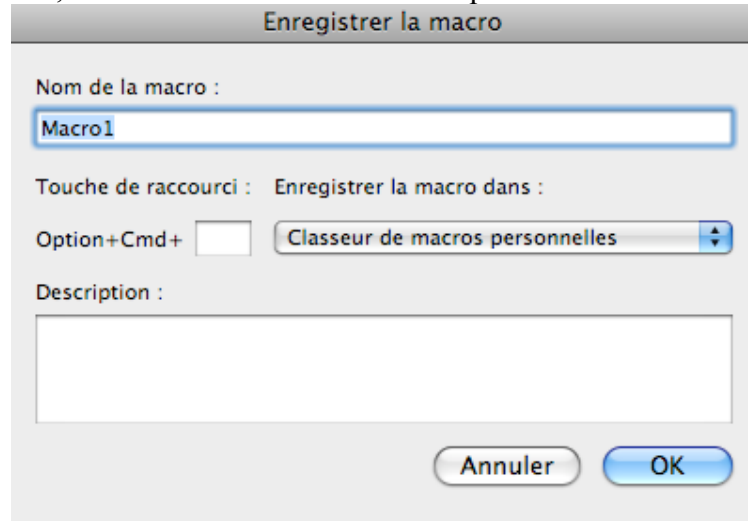 Enregistrer la macro
Nom de la macro :
Macro1
Touche de raccourci : Enregistrer la macro dans :
Option+Cmd+ Classeur de macros personnelles
Description :
Annuler OK